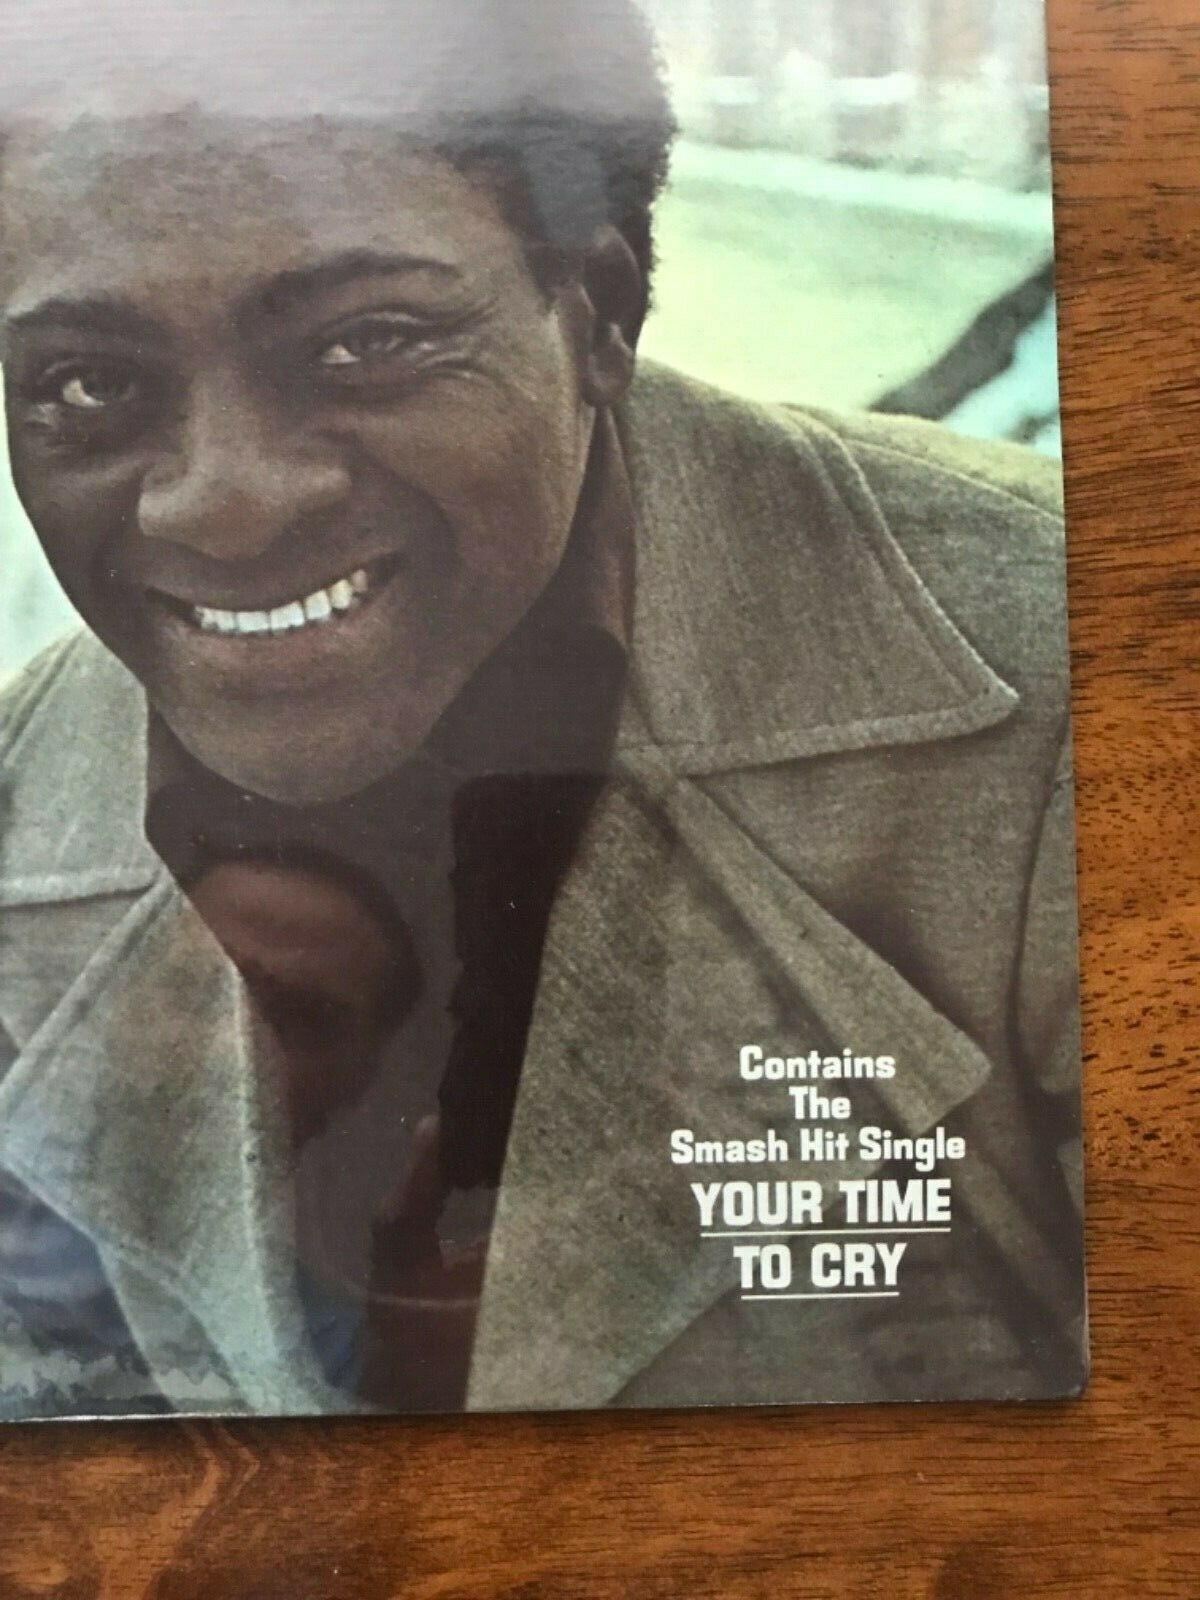 Contains
The
Smash Hit Single
YOUR TIME
TO CRY